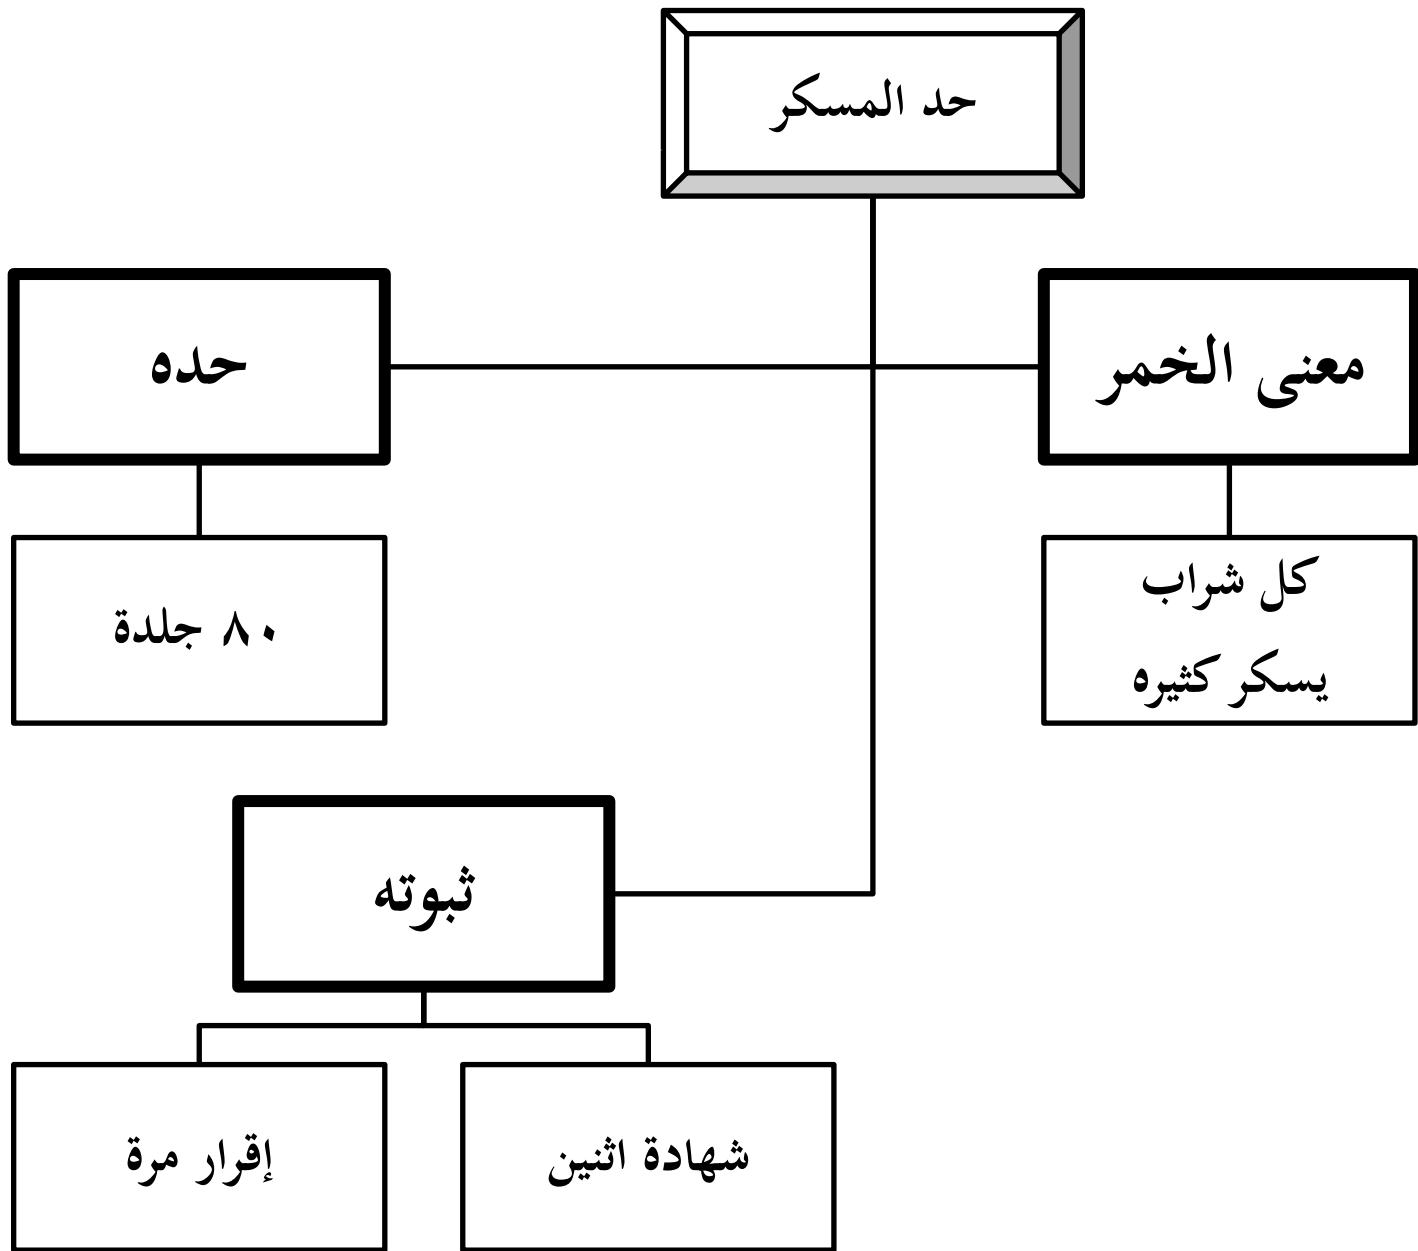 حد المسكر
معنى الخمر
حده
كل شراب
يسكر كثيره
٨٠ جلدة
ثبوته
شهادة اثنين
إقرار مرة